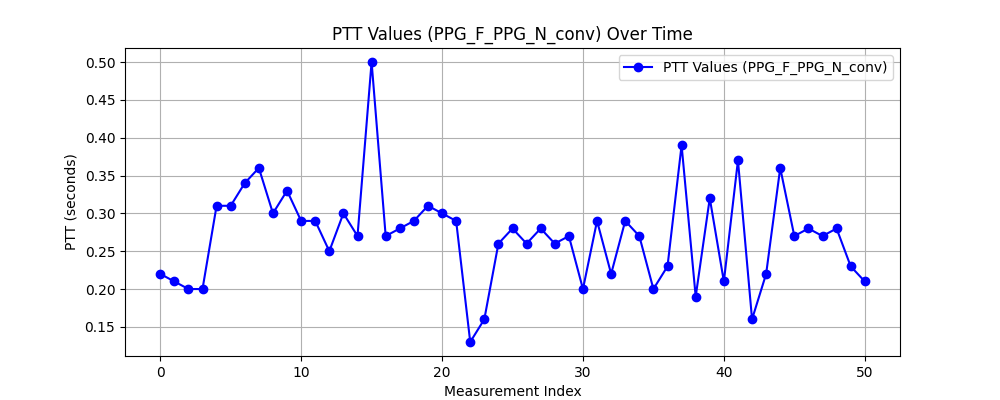 PTT Values (PPG_F_PPG_N_conv) Over Time
PTT Values (PPG_F_PPG_N_conv)
PTT (seconds)
0.50
0.45
0.40
0.35
0.30
0.25
0.20
0.15
0 10 20 30 40 50
Measurement Index